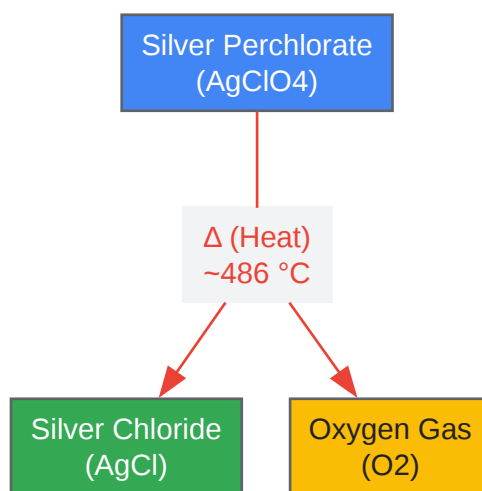 Silver Perchlorate
(AgClO4)
Δ (Heat)
~486 °C
Silver Chloride
(AgCl)
Oxygen Gas
(O2)